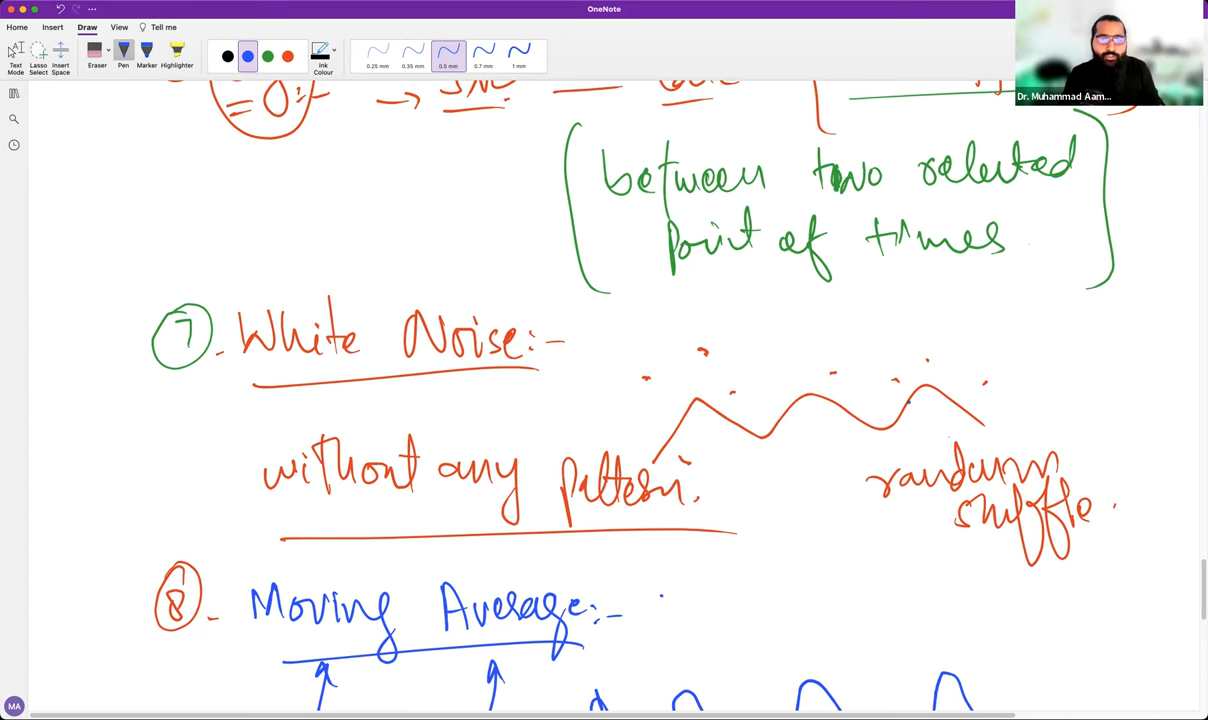 OneNote
Home Insert Draw View Tell me
Text Mode
Lasso Select
Insert Space
Eraser
Pen
Marker
Highlighter
Ink Colour
0.25 mm
0.35 mm
0.5 mm
0.7 mm
1 mm
Dr. Muhammad Aam...
between two related
point of times
7. White Noise:-
without any pattern.
random
shuffle.
8. Moving Average:-
MA